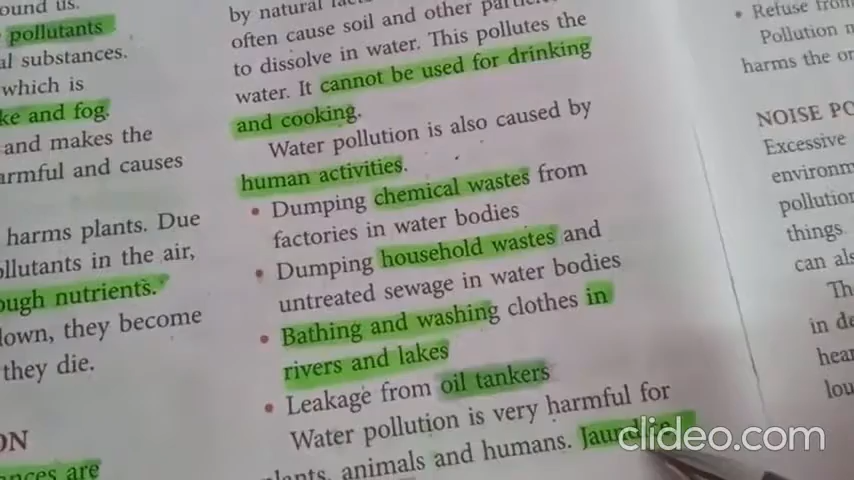 ound us.
pollutants
al substances.
which is
ke and fog.
and makes the
armful and causes
harms plants. Due
ollutants in the air,
ough nutrients.
down, they become
they die.
ON
nces are
by natural
often cause soil and other
to dissolve in water. This pollutes the
water. It cannot be used for drinking
and cooking.
Water pollution is also caused by
human activities.
• Dumping chemical wastes from
factories in water bodies
• Dumping household wastes and
untreated sewage in water bodies
• Bathing and washing clothes in
rivers and lakes
• Leakage from oil tankers
Water pollution is very harmful for
plants, animals and humans.
• Refuse from
Pollution
harms the
NOISE PO
Excessive
environm
pollution
things.
can als
Th
in de
hear
lou
clideo.com